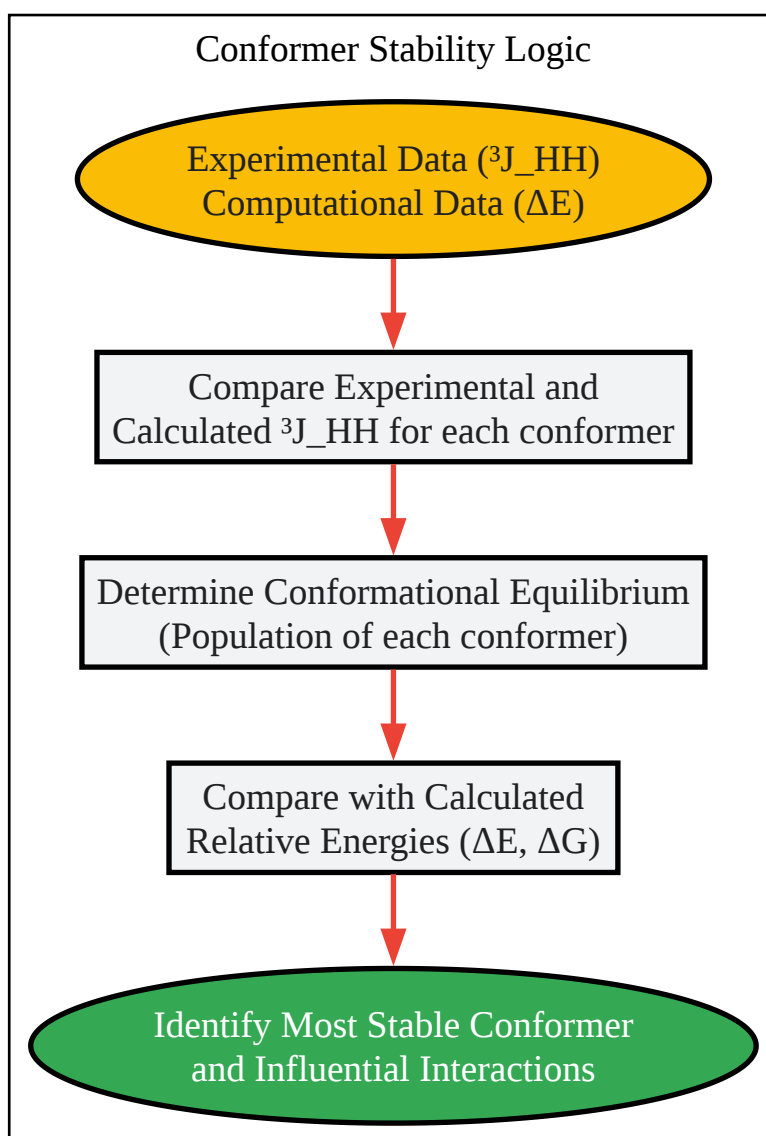 Conformer Stability Logic
Experimental Data (³J_HH)
Computational Data (ΔE)
Compare Experimental and
Calculated ³J_HH for each conformer
Determine Conformational Equilibrium
(Population of each conformer)
Compare with Calculated
Relative Energies (ΔE, ΔG)
Identify Most Stable Conformer
and Influential Interactions